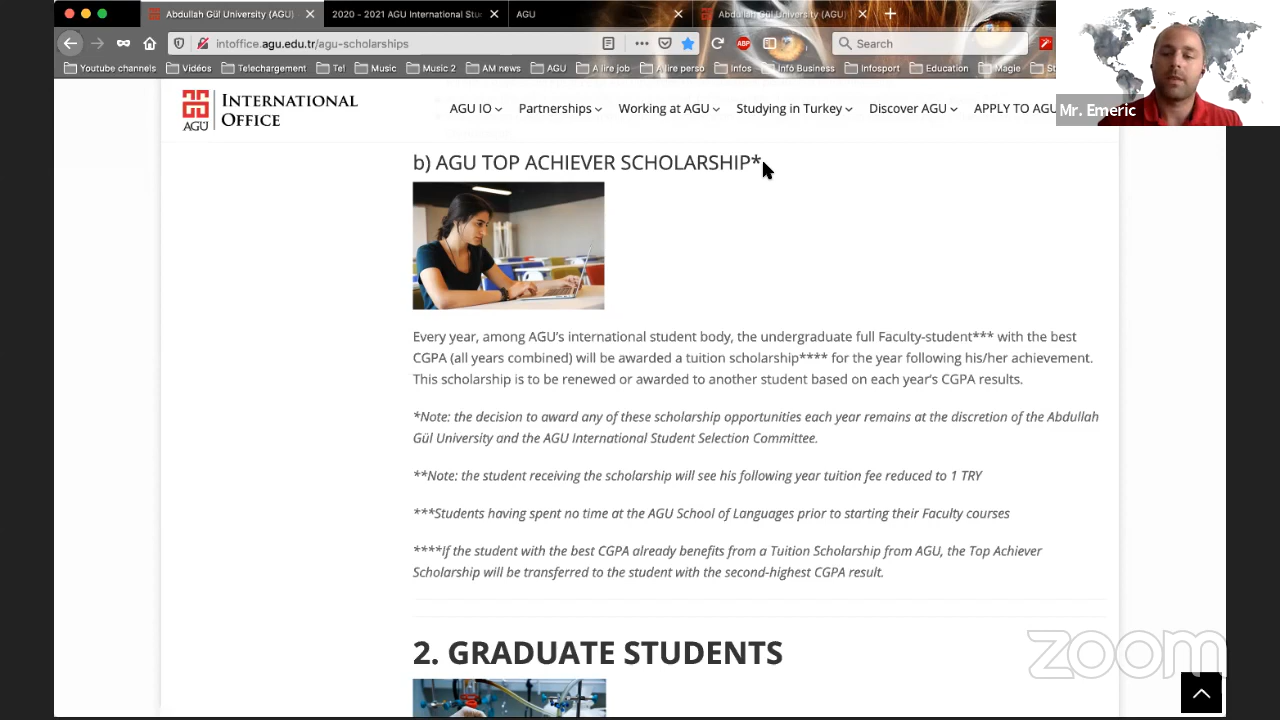 Abdullah Gül University (AGU)
2020 - 2021 AGU International Stu
AGU
Abdullah Gül University (AGU)
intoffice.agu.edu.tr/agu-scholarships
ABP
Search
Youtube channels
Vidéos
Telechargement
Tel
Music
Music 2
AM news
AGU
A lire job
A lire perso
Infos
Info Business
Infosport
Education
Magie
St
AGU
INTERNATIONAL
OFFICE
AGU IO
Partnerships
Working at AGU
Studying in Turkey
Discover AGU
APPLY TO AGU
Mr. Emeric
b) AGU TOP ACHIEVER SCHOLARSHIP*
Every year, among AGU's international student body, the undergraduate full Faculty-student*** with the best
CGPA (all years combined) will be awarded a tuition scholarship**** for the year following his/her achievement.
This scholarship is to be renewed or awarded to another student based on each year's CGPA results.
*Note: the decision to award any of these scholarship opportunities each year remains at the discretion of the Abdullah
Gül University and the AGU International Student Selection Committee.
**Note: the student receiving the scholarship will see his following year tuition fee reduced to 1 TRY
***Students having spent no time at the AGU School of Languages prior to starting their Faculty courses
****If the student with the best CGPA already benefits from a Tuition Scholarship from AGU, the Top Achiever
Scholarship will be transferred to the student with the second-highest CGPA result.
2. GRADUATE STUDENTS
zoom